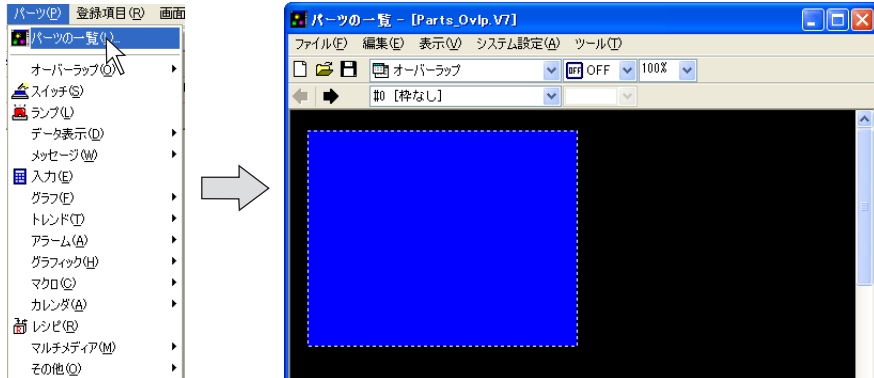 パーツ(P) 登録項目(R) 画面
パーツの一覧(L)...
オーバーラップ(O)
スイッチ(S)
ランプ(L)
データ表示(D)
メッセージ(W)
入力(E)
グラフ(F)
トレンド(T)
アラーム(A)
グラフィック(H)
マクロ(C)
カレンダ(A)
レシピ(R)
マルチメディア(M)
その他(O)
パーツの一覧 - [Parts_Ovlp.V7]
ファイル(F) 編集(E) 表示(V) システム設定(A) ツール(T)
オーバーラップ OFF OFF 100%
#0 [枠なし]